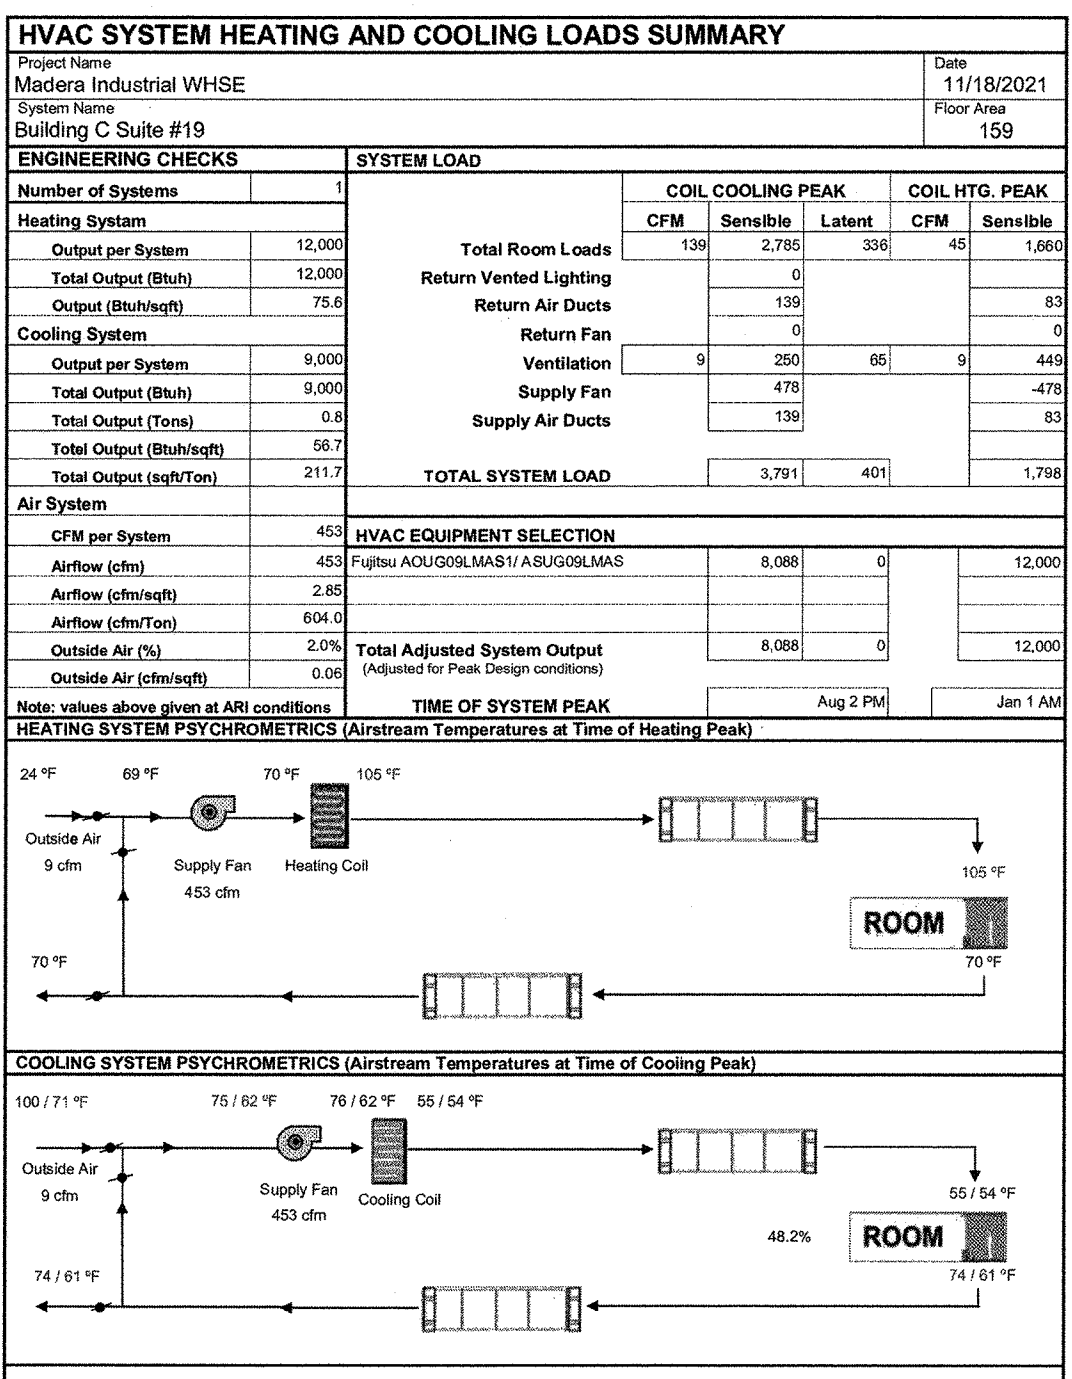 HVAC SYSTEM HEATING AND COOLING LOADS SUMMARY
Project Name
Madera Industrial WHSE
Date
11/18/2021
System Name
Building C Suite #19
Floor Area
159
ENGINEERING CHECKS
Number of Systems 1
Heating Systam
Output per System 12,000
Total Output (Btuh) 12,000
Output (Btuh/sqft) 75.6
Cooling System
Output per System 9,000
Total Output (Btuh) 9,000
Total Output (Tons) 0.8
Totel Output (Btuh/sqft) 56.7
Total Output (sqft/Ton) 211.7
Air System
CFM per System 453
Airflow (cfm) 453
Airflow (cfm/sqft) 2.85
Airflow (cfm/Ton) 604.0
Outside Air (%) 2.0%
Outside Air (cfm/sqft) 0.06
Note: values above given at ARI conditions
SYSTEM LOAD
COIL COOLING PEAK COIL HTG. PEAK
CFM Sensible Latent CFM Sensible
Total Room Loads 139 2,785 336 45 1,660
Return Vented Lighting 0
Return Air Ducts 139 83
Return Fan 0 0
Ventilation 9 250 65 9 449
Supply Fan 478 -478
Supply Air Ducts 139 83
TOTAL SYSTEM LOAD 3,791 401 1,798
HVAC EQUIPMENT SELECTION
Fujitsu AOUG09LMAS1/ ASUG09LMAS 8,088 0 12,000
Total Adjusted System Output 8,088 0 12,000
(Adjusted for Peak Design conditions)
TIME OF SYSTEM PEAK Aug 2 PM Jan 1 AM
HEATING SYSTEM PSYCHROMETRICS (Airstream Temperatures at Time of Heating Peak)
24 ºF 69 ºF 70 ºF 105 ºF
Outside Air
9 cfm
Supply Fan
453 cfm
Heating Coil
105 ºF
ROOM
70 ºF 70 ºF
COOLING SYSTEM PSYCHROMETRICS (Airstream Temperatures at Time of Cooling Peak)
100 / 71 ºF 75 / 62 ºF 76 / 62 ºF 55 / 54 ºF
Outside Air
9 cfm
Supply Fan
453 cfm
Cooling Coil
55 / 54 ºF
48.2% ROOM
74 / 61 ºF 74 / 61 ºF